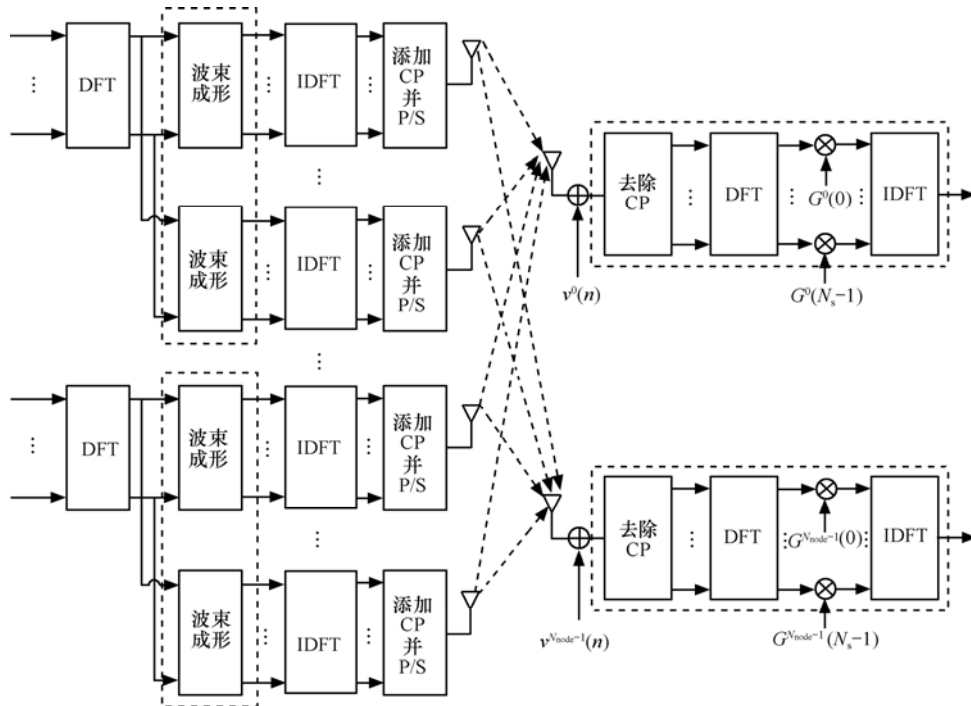 DFT
波束
成形
IDFT
添加
CP
并
P/S
波束
成形
IDFT
添加
CP
并
P/S
v⁰(n)
去除
CP
DFT
G⁰(0)
G⁰(Nₛ−1)
IDFT
DFT
波束
成形
IDFT
添加
CP
并
P/S
波束
成形
IDFT
添加
CP
并
P/S
v^{N_node−1}(n)
去除
CP
DFT
G^{N_node−1}(0)
G^{N_node−1}(Nₛ−1)
IDFT